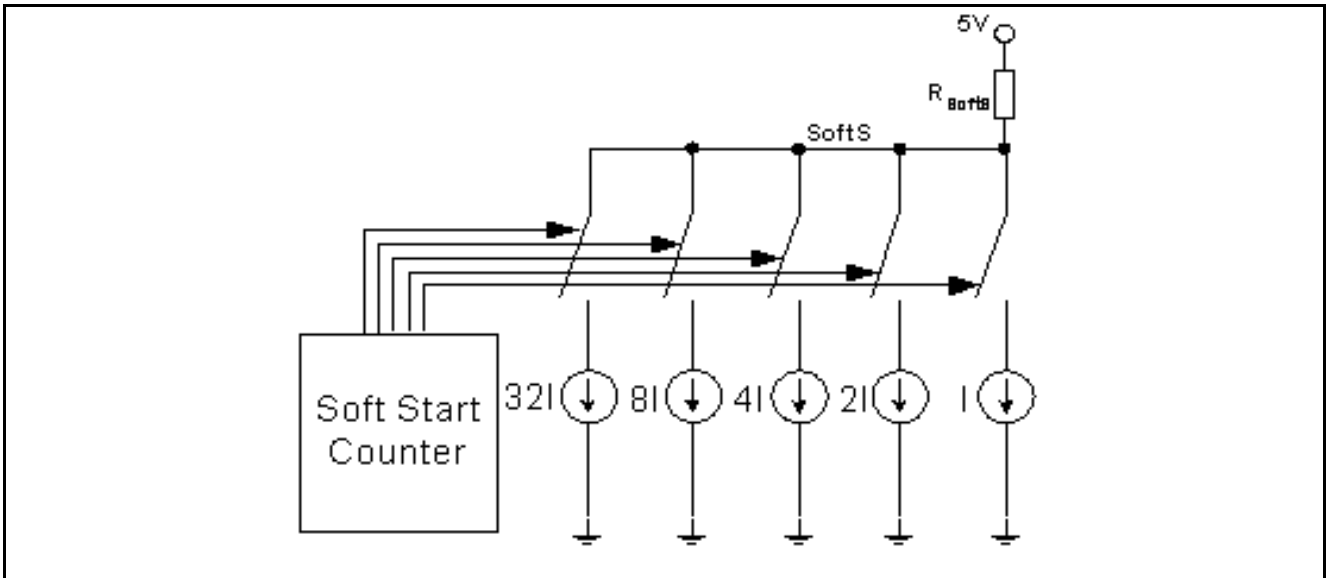 5V
R SoftS
SoftS
32I
8I
4I
2I
I
Soft Start
Counter